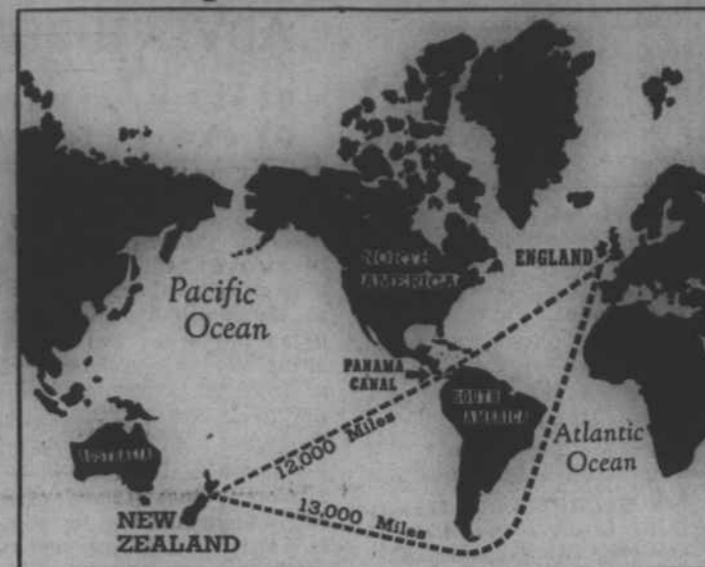 NORTH
AMERICA
ENGLAND
Pacific
Ocean
PANAMA
CANAL
SOUTH
AMERICA
Atlantic
Ocean
AUSTRALIA
12,000 Miles
13,000 Miles
NEW
ZEALAND